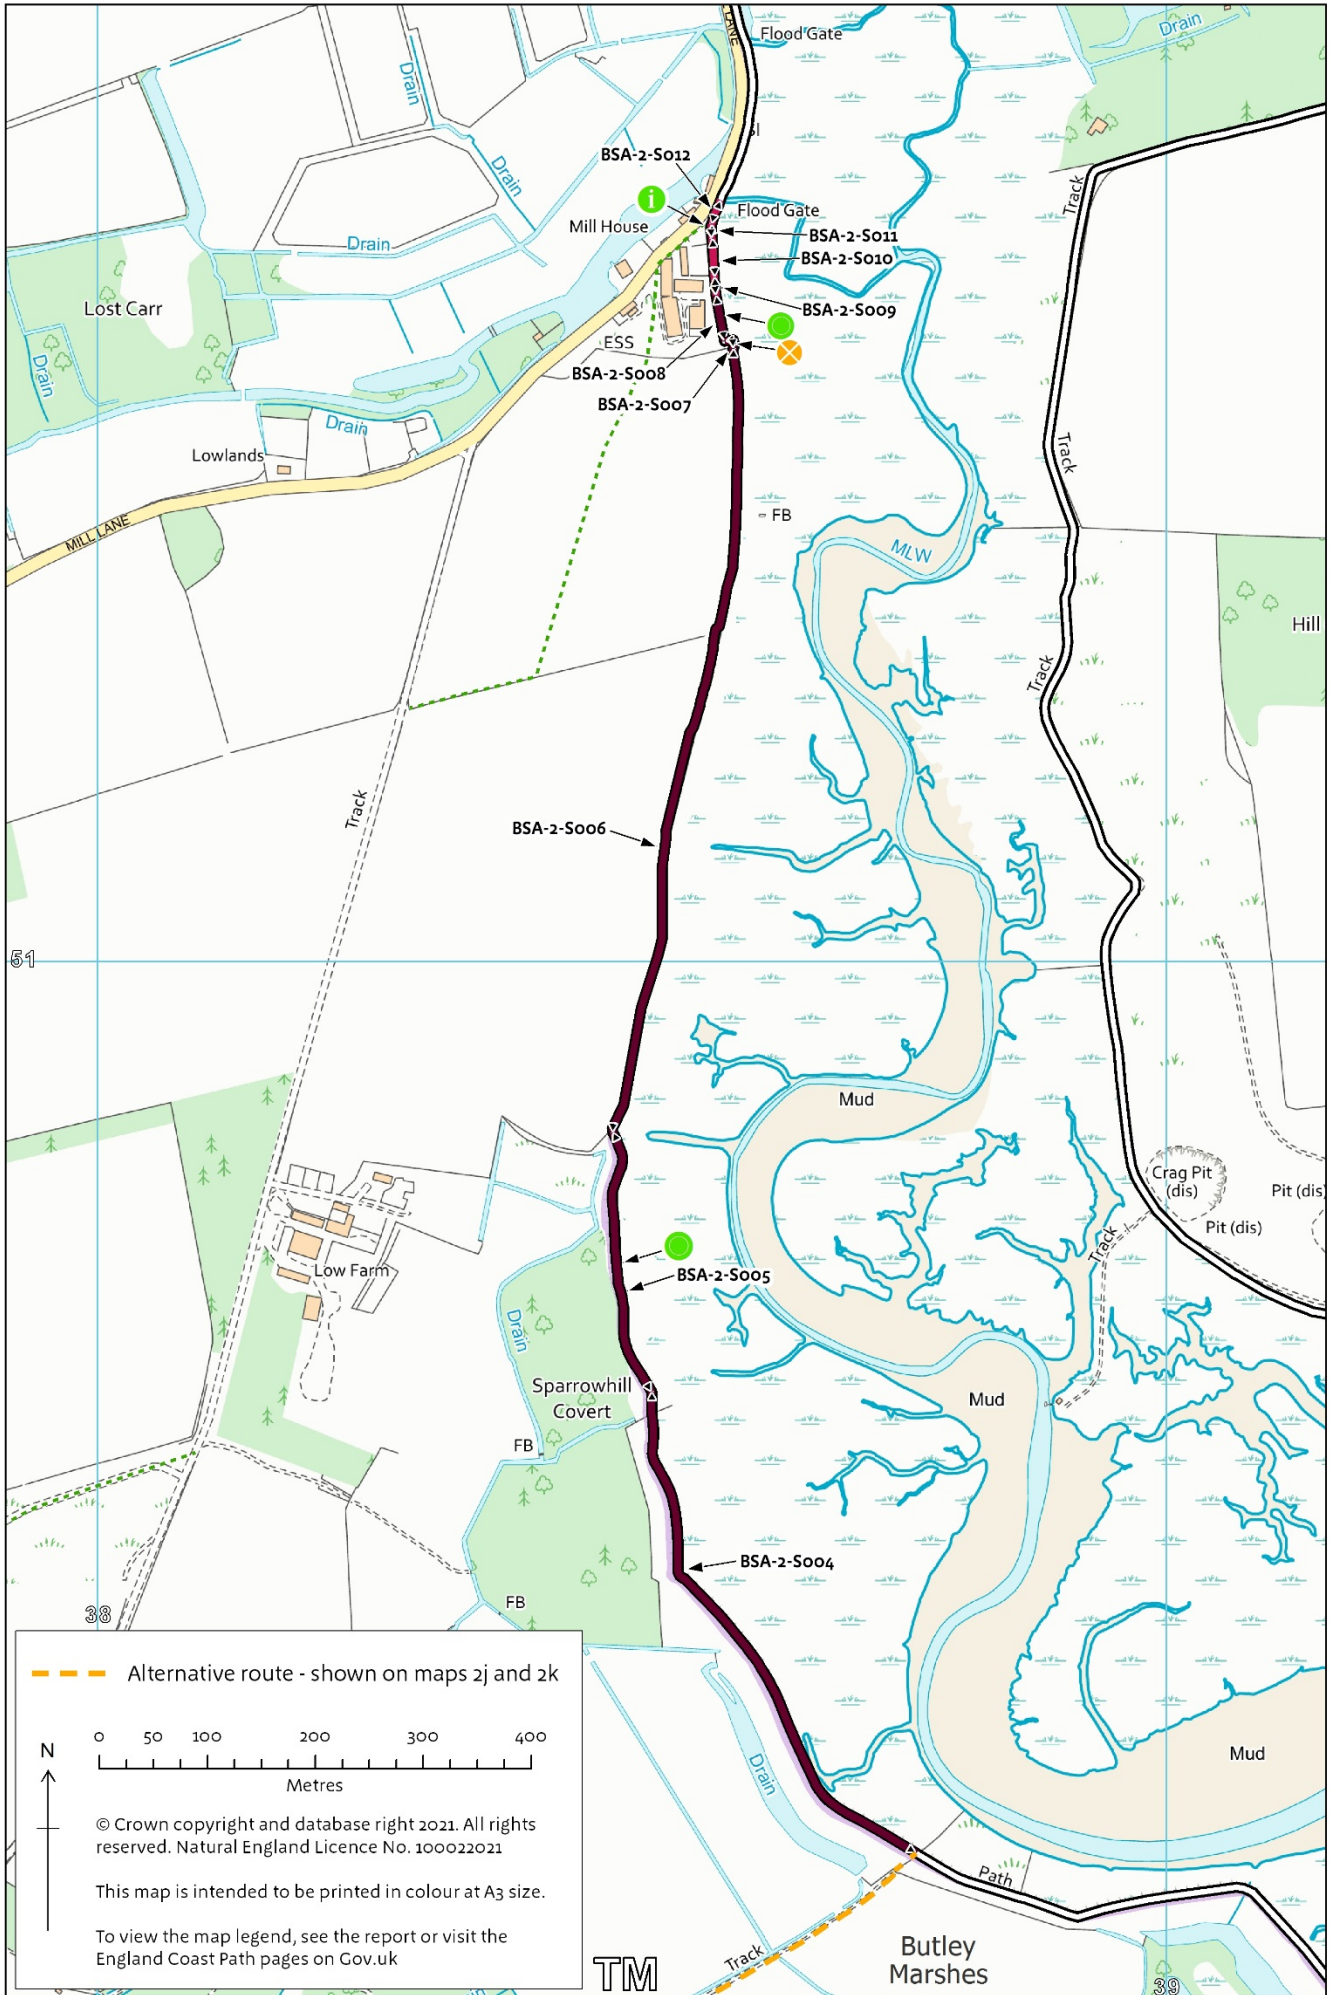 LANE
Flood Gate
Drain
Drain
BSA-2-S012
Drain
Track
i
Flood Gate
Mill House
BSA-2-S011
Drain
BSA-2-S010
Lost Carr
BSA-2-S009
ESS
Drain
BSA-2-S008
BSA-2-S007
Drain
Lowlands
Track
FB
MILL LANE
MLW
Hill
Track
Track
BSA-2-S006
51
Mud
Crag Pit
(dis)
Pit (dis)
Pit (dis)
Track
Low Farm
BSA-2-S005
Drain
Sparrowhill
Covert
Mud
FB
BSA-2-S004
FB
38
Alternative route - shown on maps 2j and 2k
0 50 100 200 300 400
Metres
N
Mud
Drain
© Crown copyright and database right 2021. All rights
reserved. Natural England Licence No. 100022021
This map is intended to be printed in colour at A3 size.
Path
To view the map legend, see the report or visit the
England Coast Path pages on Gov.uk
Track
TM
Butley
Marshes
39